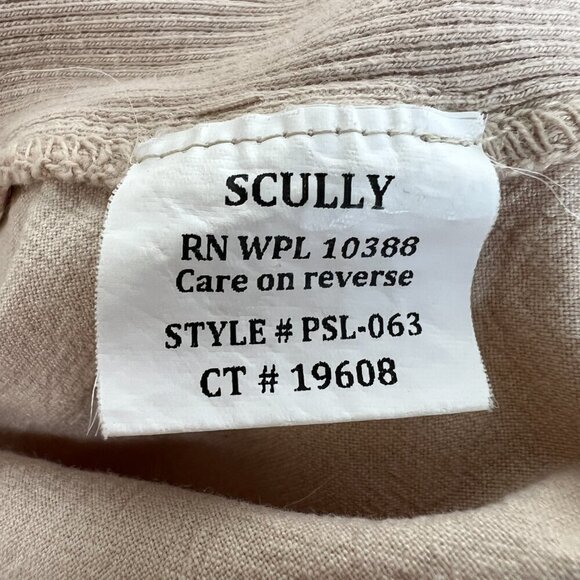 SCULLY
RN WPL 10388
Care on reverse
STYLE # PSL-063
CT # 19608